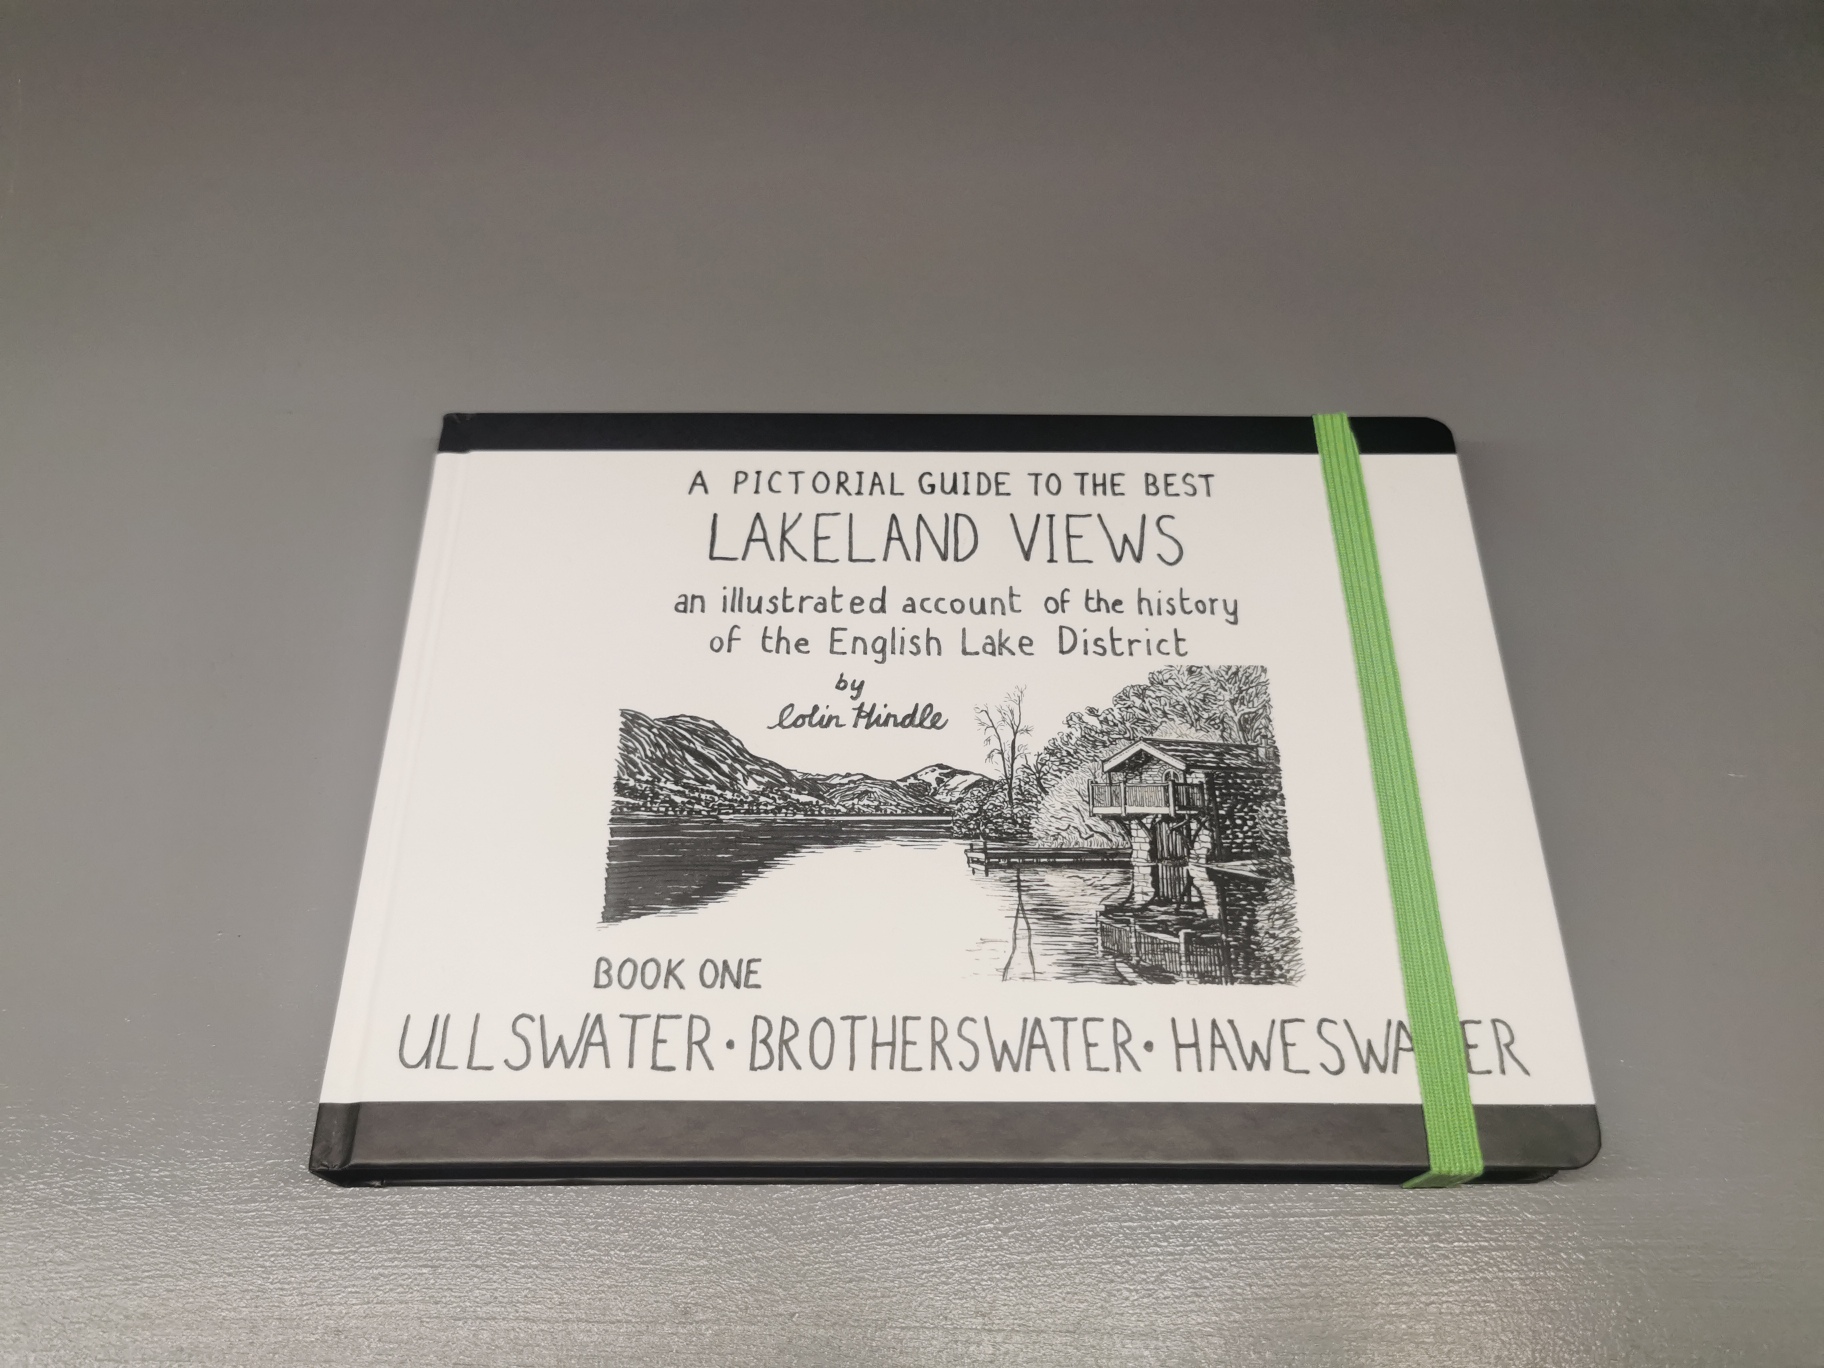 A PICTORIAL GUIDE TO THE BEST
LAKELAND VIEWS
an illustrated account of the history
of the English Lake District
by
Colin Hindle
BOOK ONE
ULLSWATER · BROTHERSWATER · HAWESWATER